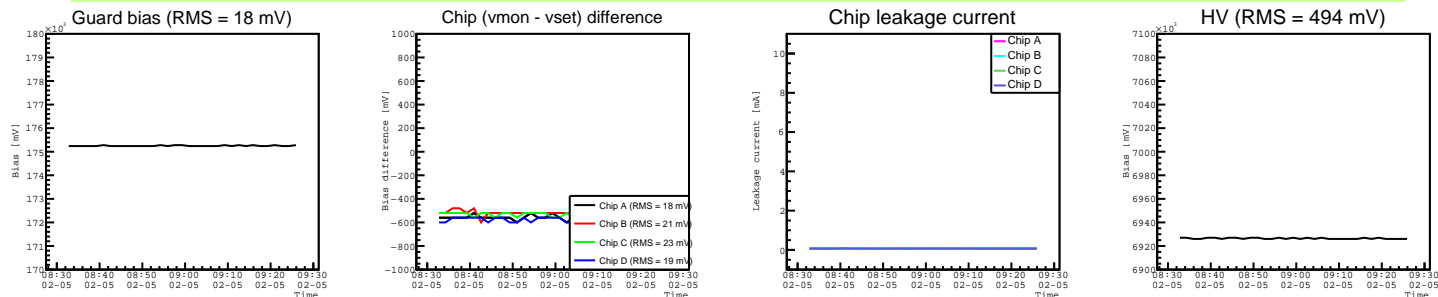 Guard bias (RMS = 18 mV)
×10³
Bias [mV]
180
179
178
177
176
175
174
173
172
171
170
08:30 08:40 08:50 09:00 09:10 09:20 09:30
02-05 02-05 02-05 02-05 02-05 02-05 02-05
Time
Chip (vmon - vset) difference
Bias difference [mV]
1000
800
600
400
200
0
−200
−400
−600
−800
−1000
Chip A (RMS = 18 mV)
Chip B (RMS = 21 mV)
Chip C (RMS = 23 mV)
Chip D (RMS = 19 mV)
08:30 08:40 08:50 09:00 09:10 09:20 09:30
02-05 02-05 02-05 02-05 02-05 02-05 02-05
Time
Chip leakage current
Leakage current [mA]
10
8
6
4
2
0
Chip A
Chip B
Chip C
Chip D
08:30 08:40 08:50 09:00 09:10 09:20 09:30
02-05 02-05 02-05 02-05 02-05 02-05 02-05
Time
HV (RMS = 494 mV)
×10³
Bias [mV]
7100
7080
7060
7040
7020
7000
6980
6960
6940
6920
6900
08:30 08:40 08:50 09:00 09:10 09:20 09:30
02-05 02-05 02-05 02-05 02-05 02-05 02-05
Time